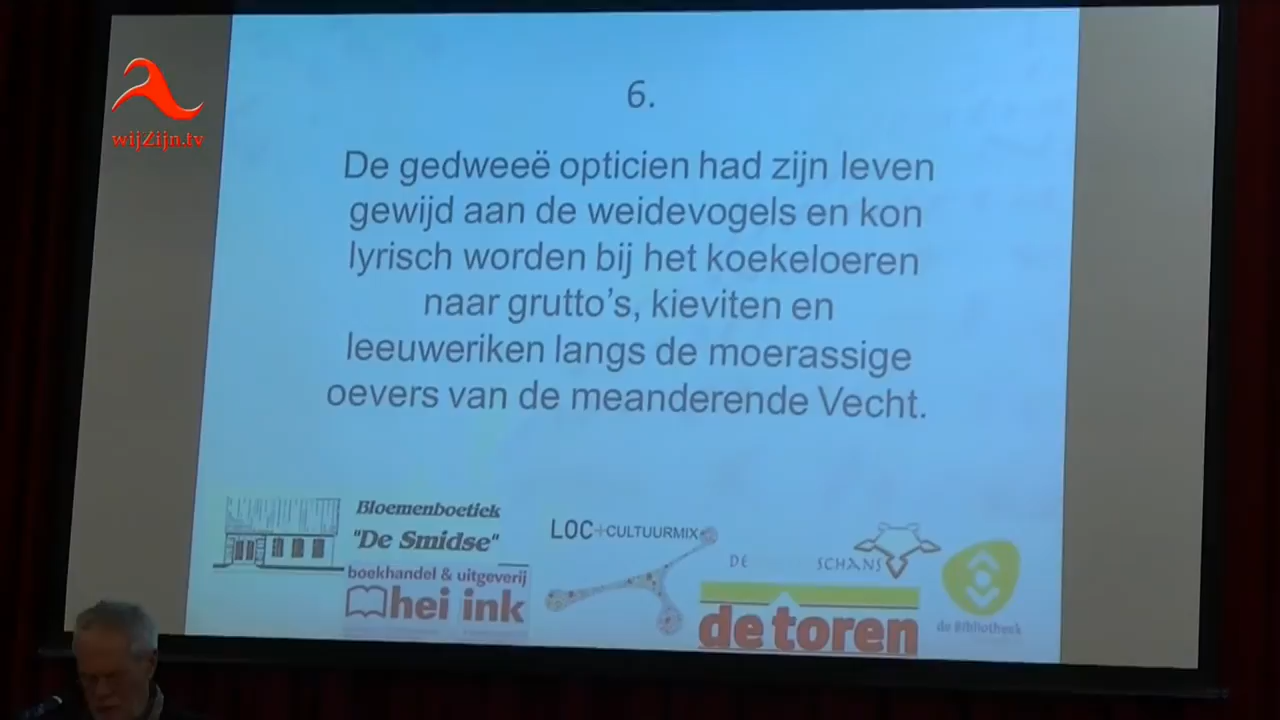 wijZijn.tv
6.
De gedweeë opticien had zijn leven
gewijd aan de weidevogels en kon
lyrisch worden bij het koekeloeren
naar grutto's, kieviten en
leeuweriken langs de moerassige
oevers van de meanderende Vecht.
Bloemenboetiek
"De Smidse"
boekhandel & uitgeverij
hei ink
LOC+CULTUURMIX
DE SCHANS
de toren
de Bibliotheek